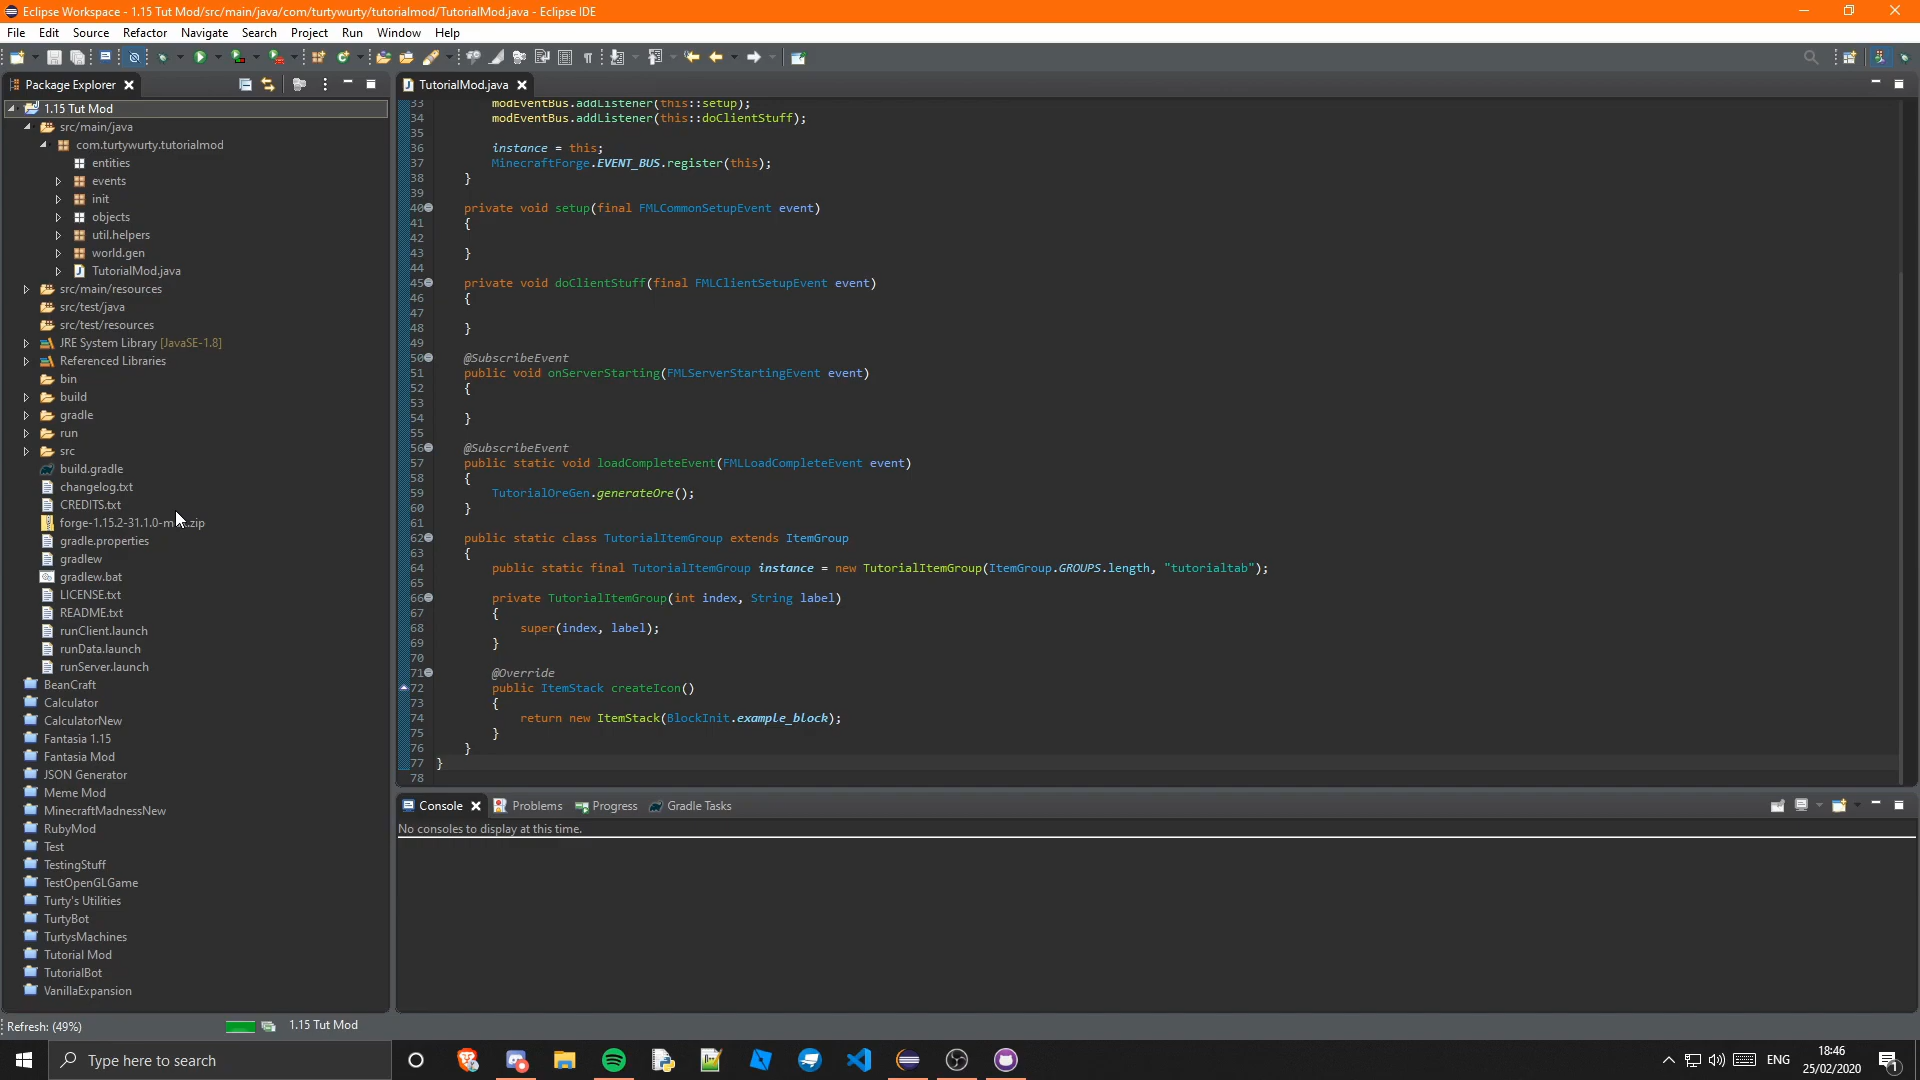 Eclipse Workspace - 1.15 Tut Mod/src/main/java/com/turtywurty/tutorialmod/TutorialMod.java - Eclipse IDE
File Edit Source Refactor Navigate Search Project Run Window Help
Package Explorer
1.15 Tut Mod
src/main/java
com.turtywurty.tutorialmod
entities
events
init
objects
util.helpers
world.gen
TutorialMod.java
src/main/resources
src/test/java
src/test/resources
JRE System Library [JavaSE-1.8]
Referenced Libraries
bin
build
gradle
run
src
build.gradle
changelog.txt
CREDITS.txt
forge-1.15.2-31.1.0-m .zip
gradle.properties
gradlew
gradlew.bat
LICENSE.txt
README.txt
runClient.launch
runData.launch
runServer.launch
BeanCraft
Calculator
CalculatorNew
Fantasia 1.15
Fantasia Mod
JSON Generator
Meme Mod
MinecraftMadnessNew
RubyMod
Test
TestingStuff
TestOpenGLGame
Turty's Utilities
TurtyBot
TurtysMachines
Tutorial Mod
TutorialBot
VanillaExpansion
TutorialMod.java
33 modEventBus.addListener(this::setup);
34 modEventBus.addListener(this::doClientStuff);
35
36 instance = this;
37 MinecraftForge.EVENT_BUS.register(this);
38 }
39
40 private void setup(final FMLCommonSetupEvent event)
41 {
42
43 }
44
45 private void doClientStuff(final FMLClientSetupEvent event)
46 {
47
48 }
49
50 @SubscribeEvent
51 public void onServerStarting(FMLServerStartingEvent event)
52 {
53
54 }
55
56 @SubscribeEvent
57 public static void loadCompleteEvent(FMLLoadCompleteEvent event)
58 {
59 TutorialOreGen.generateOre();
60 }
61
62 public static class TutorialItemGroup extends ItemGroup
63 {
64 public static final TutorialItemGroup instance = new TutorialItemGroup(ItemGroup.GROUPS.length, "tutorialtab");
65
66 private TutorialItemGroup(int index, String label)
67 {
68 super(index, label);
69 }
70
71 @Override
72 public ItemStack createIcon()
73 {
74 return new ItemStack(BlockInit.example_block);
75 }
76 }
77 }
78
Console Problems Progress Gradle Tasks
No consoles to display at this time.
Refresh: (49%) 1.15 Tut Mod
Type here to search
ENG
18:46
25/02/2020
1